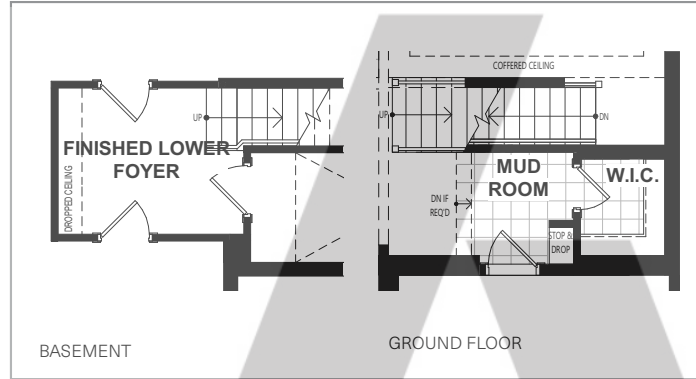 COFFERED CEILING
UP
UP
DN
FINISHED LOWER
FOYER
DROPPED CEILING
MUD
ROOM
W.I.C.
DN IF
REQ'D
STOP &
DROP
BASEMENT
GROUND FLOOR